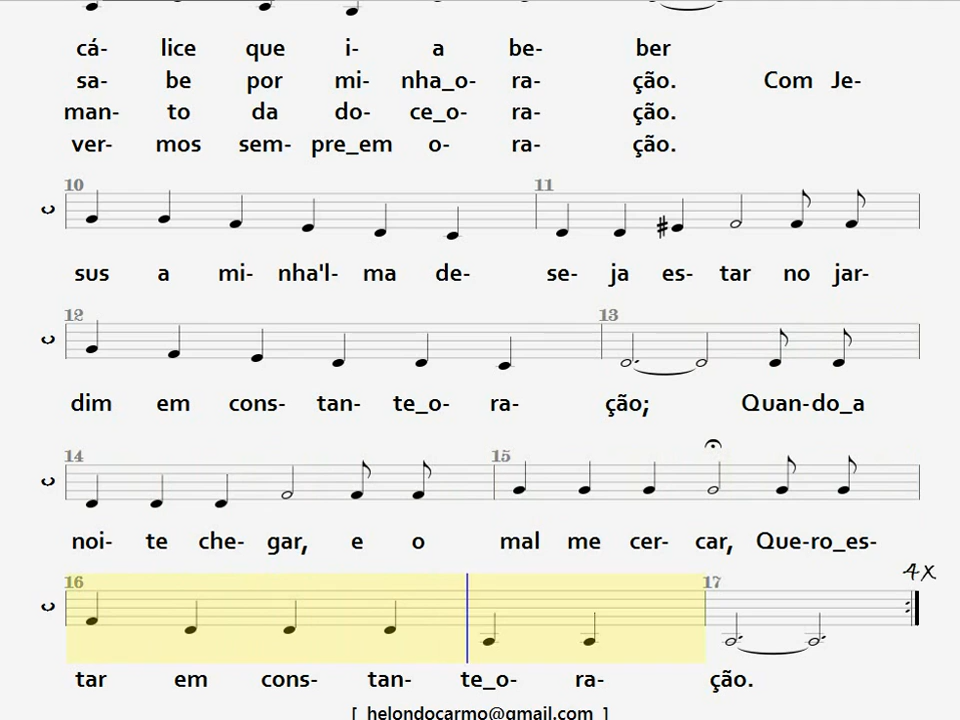 cá- lice que i- a be- ber
sa- be por mi- nha_o- ra- ção. Com Je-
man- to da do- ce_o- ra- ção.
ver- mos sem- pre_em o- ra- ção.
10 11
sus a mi- nha'l- ma de- se- ja es- tar no jar-
12 13
dim em cons- tan- te_o- ra- ção; Quan-do_a
14 15
noi- te che- gar, e o mal me cer- car, Que-ro_es-
16 17 4X
tar em cons- tan- te_o- ra- ção.
[ helondocarmo@gmail.com ]